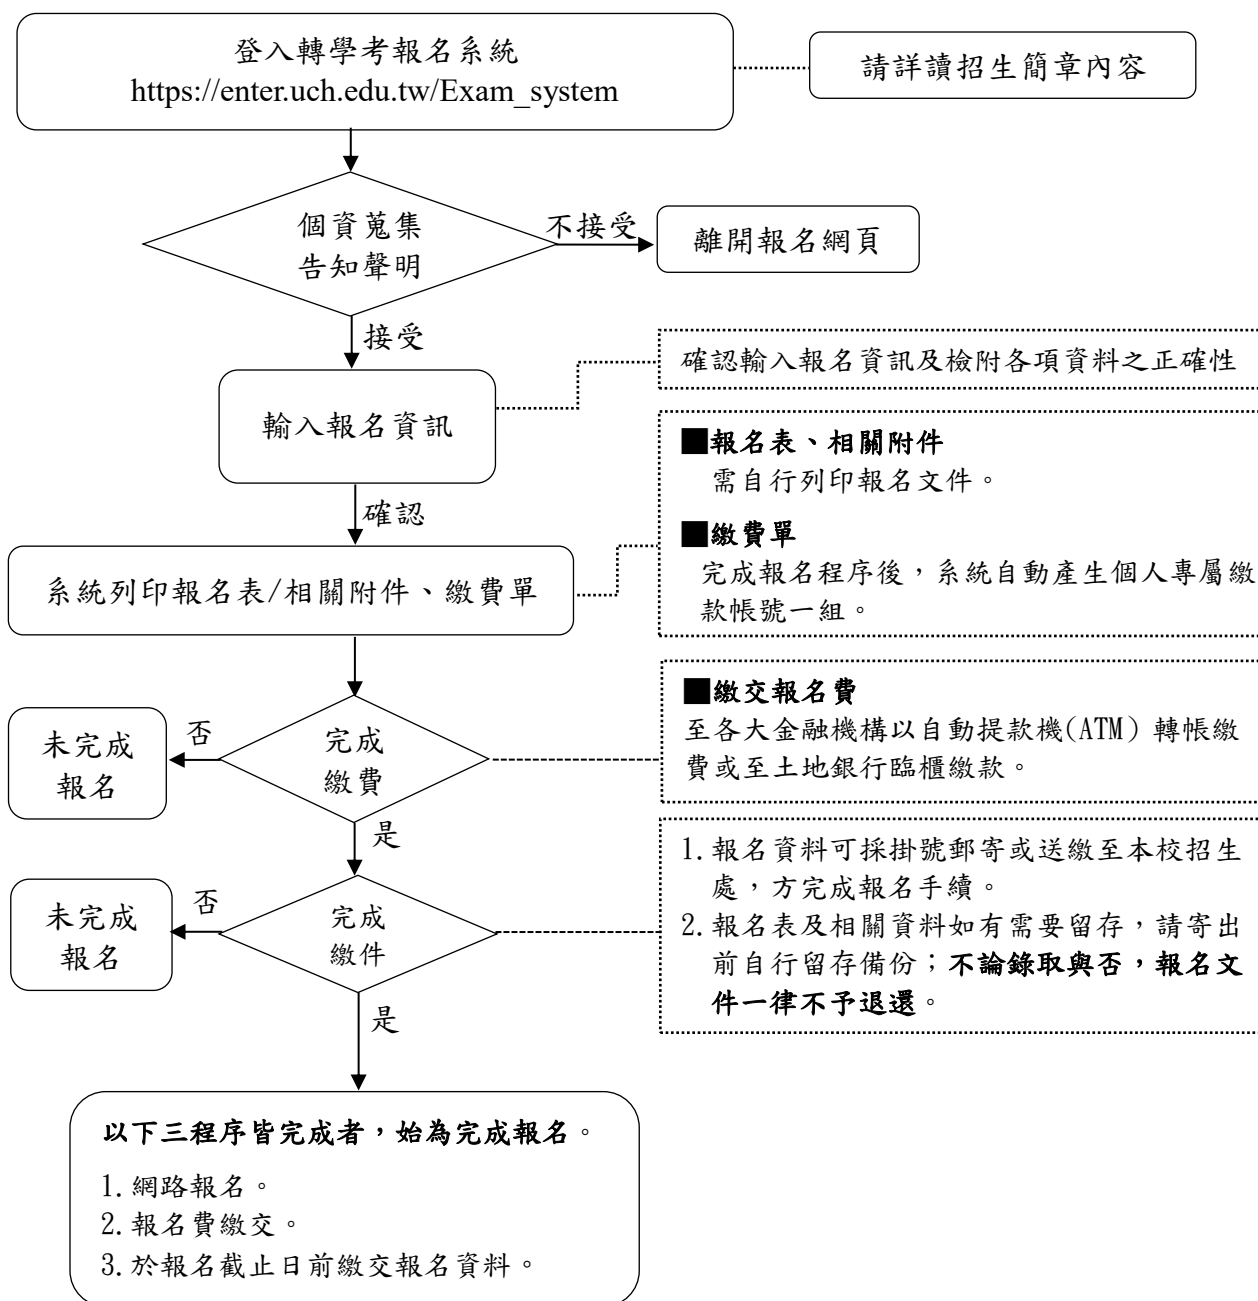 登入轉學考報名系統
https://enter.uch.edu.tw/Exam_system
請詳讀招生簡章內容
個資蒐集
告知聲明
不接受
離開報名網頁
接受
確認輸入報名資訊及檢附各項資料之正確性
輸入報名資訊
■報名表、相關附件
需自行列印報名文件。
確認
■繳費單
完成報名程序後，系統自動產生個人專屬繳
款帳號一組。
系統列印報名表/相關附件、繳費單
■繳交報名費
至各大金融機構以自動提款機(ATM) 轉帳繳
費或至土地銀行臨櫃繳款。
完成
繳費
否
未完成
報名
是
1.報名資料可採掛號郵寄或送繳至本校招生
處，方完成報名手續。
2.報名表及相關資料如有需要留存，請寄出
前自行留存備份；不論錄取與否，報名文
件一律不予退還。
完成
繳件
否
未完成
報名
是
以下三程序皆完成者，始為完成報名。
1.網路報名。
2.報名費繳交。
3.於報名截止日前繳交報名資料。